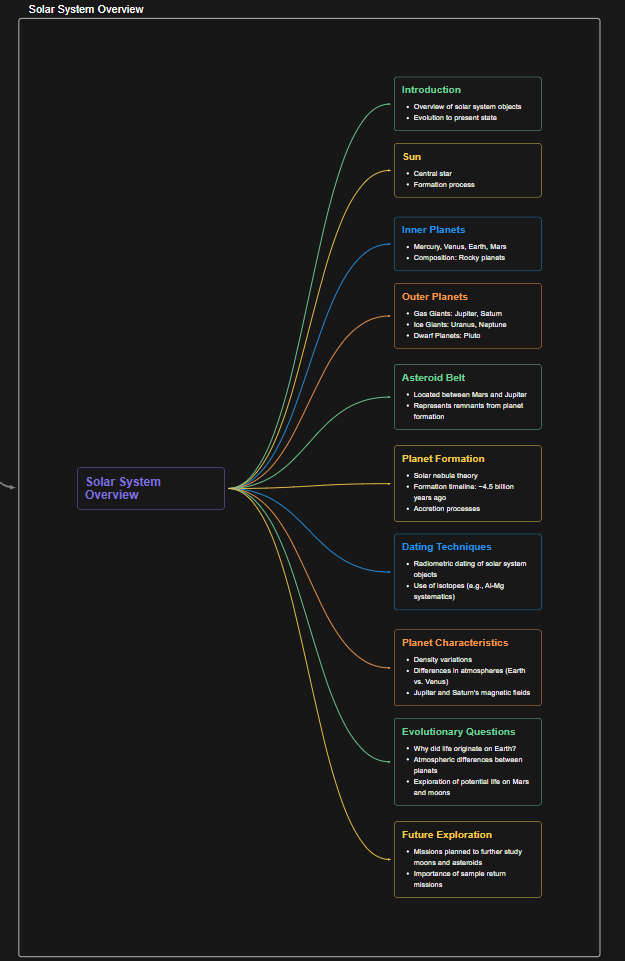 Solar System Overview
Introduction
• Overview of solar system objects
• Evolution to present state
Sun
• Central star
• Formation process
Inner Planets
• Mercury, Venus, Earth, Mars
• Composition: Rocky planets
Outer Planets
• Gas Giants: Jupiter, Saturn
• Ice Giants: Uranus, Neptune
• Dwarf Planets: Pluto
Asteroid Belt
• Located between Mars and Jupiter
• Represents remnants from planet
formation
Solar System
Overview
Planet Formation
• Solar nebula theory
• Formation timeline: ~4.5 billion
years ago
• Accretion processes
Dating Techniques
• Radiometric dating of solar system
objects
• Use of isotopes (e.g., Al-Mg
systematics)
Planet Characteristics
• Density variations
• Differences in atmospheres (Earth
vs. Venus)
• Jupiter and Saturn's magnetic fields
Evolutionary Questions
• Why did life originate on Earth?
• Atmospheric differences between
planets
• Exploration of potential life on Mars
and moons
Future Exploration
• Missions planned to further study
moons and asteroids
• Importance of sample return
missions